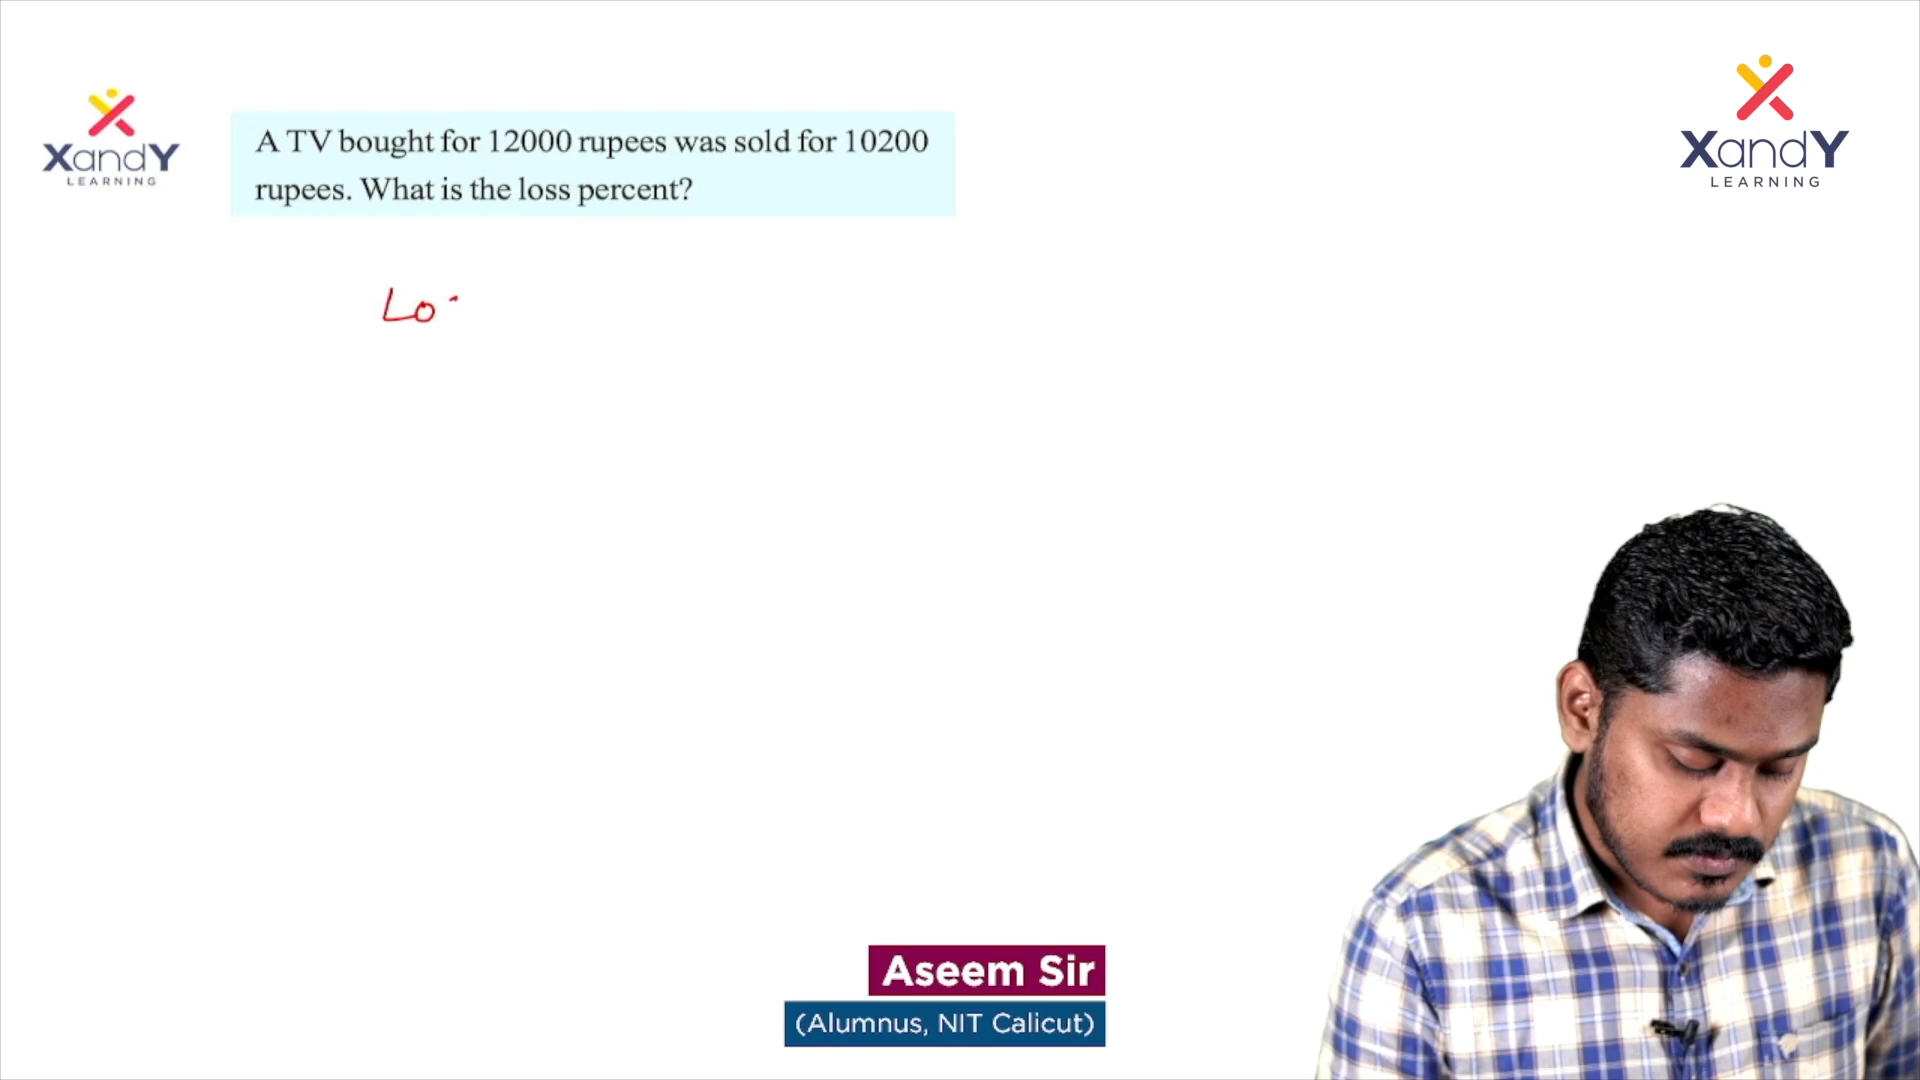 XandY
LEARNING
XandY
LEARNING
A TV bought for 12000 rupees was sold for 10200
rupees. What is the loss percent?
Lo
Aseem Sir
(Alumnus, NIT Calicut)